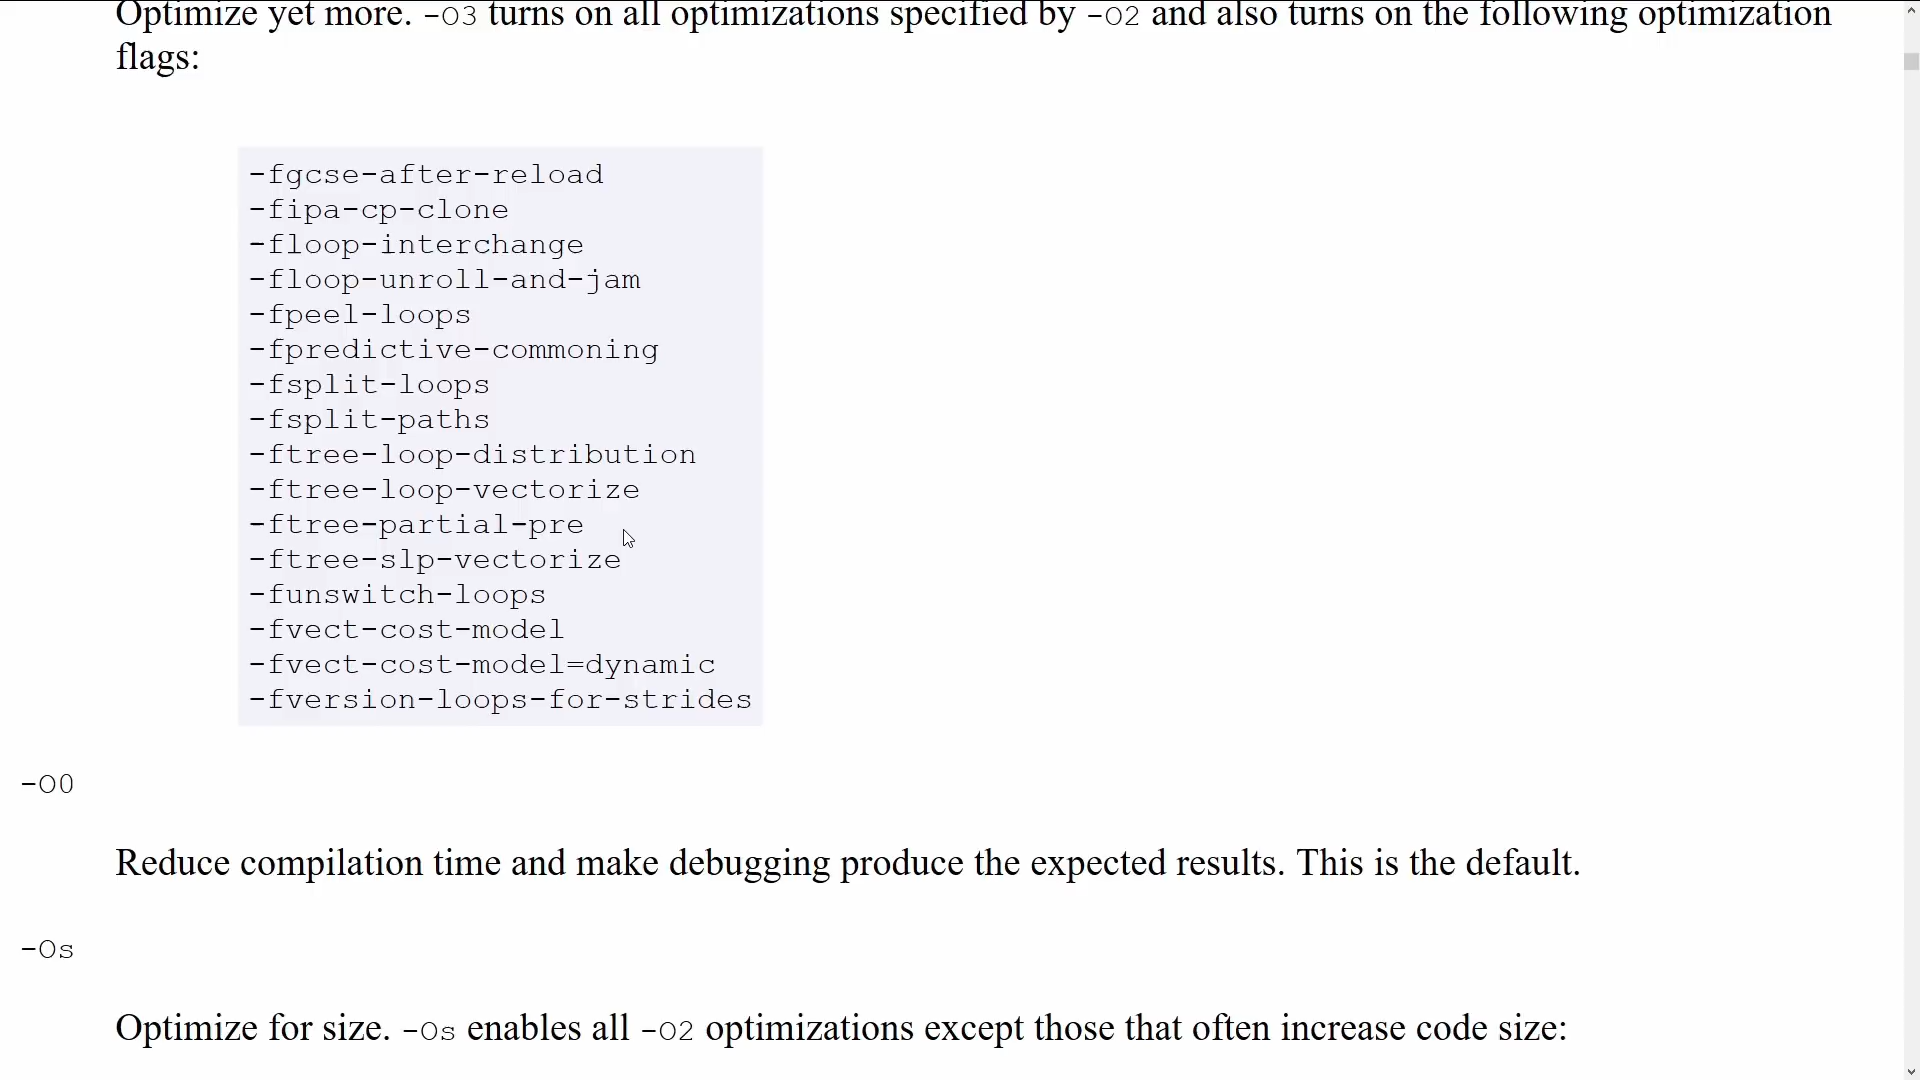 Optimize yet more. -O3 turns on all optimizations specified by -O2 and also turns on the following optimization
flags:
-fgcse-after-reload
-fipa-cp-clone
-floop-interchange
-floop-unroll-and-jam
-fpeel-loops
-fpredictive-commoning
-fsplit-loops
-fsplit-paths
-ftree-loop-distribution
-ftree-loop-vectorize
-ftree-partial-pre
-ftree-slp-vectorize
-funswitch-loops
-fvect-cost-model
-fvect-cost-model=dynamic
-fversion-loops-for-strides
-O0
Reduce compilation time and make debugging produce the expected results. This is the default.
-Os
Optimize for size. -Os enables all -O2 optimizations except those that often increase code size: